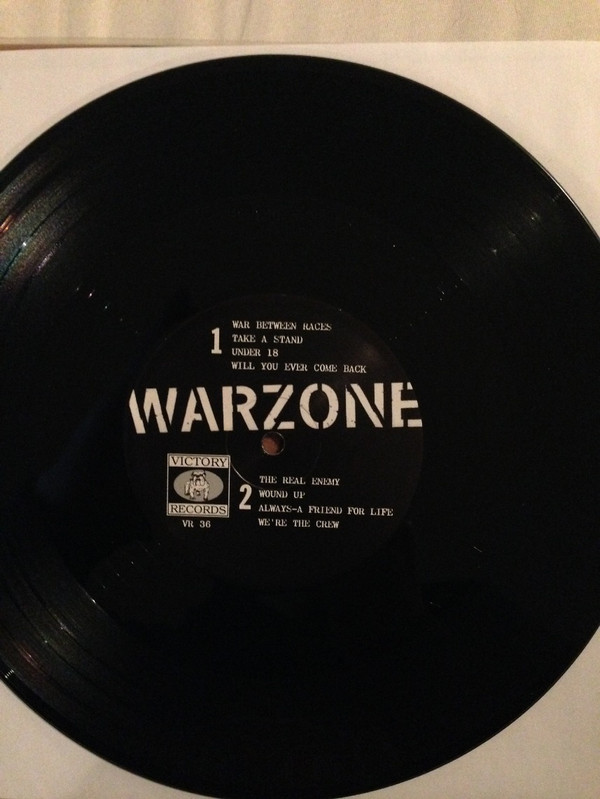 1
WAR BETWEEN RACES
TAKE A STAND
UNDER 18
WILL YOU EVER COME BACK
WARZONE
VICTORY
RECORDS
VR 36
2
THE REAL ENEMY
WOUND UP
ALWAYS-A FRIEND FOR LIFE
WE'RE THE CREW